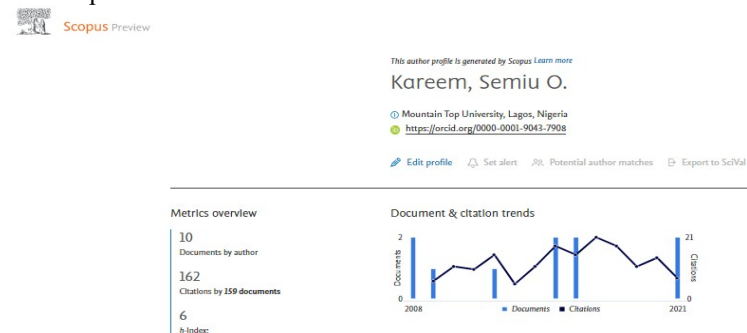 Scopus Preview
This author profile is generated by Scopus Learn more
Kareem, Semiu O.
Mountain Top University, Lagos, Nigeria
https://orcid.org/0000-0001-9043-7908
Edit profile Set alert Potential author matches Export to SciVal
Metrics overview
10
Documents by author
162
Citations by 159 documents
6
h-Index:
Document & citation trends
2
Documents
0
21
Citations
0
2008
2021
Documents Citations